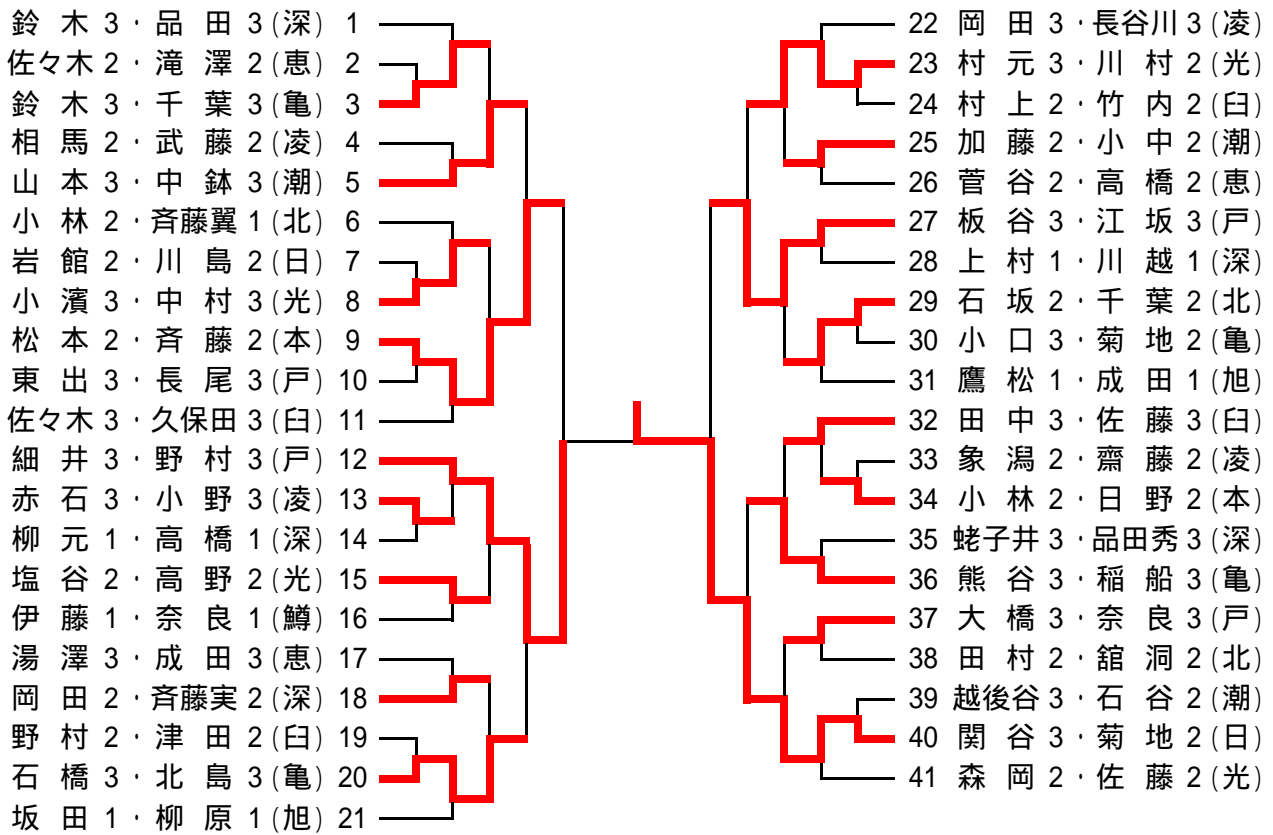 鈴木 3・品田 3 (深) 1
佐々木 2・滝澤 2 (恵) 2
鈴木 3・千葉 3 (亀) 3
相馬 2・武藤 2 (凌) 4
山本 3・中鉢 3 (潮) 5
小林 2・斉藤翼 1 (北) 6
岩館 2・川島 2 (日) 7
小濱 3・中村 3 (光) 8
松本 2・斉藤 2 (本) 9
東出 3・長尾 3 (戸) 10
佐々木 3・久保田 3 (臼) 11
細井 3・野村 3 (戸) 12
赤石 3・小野 3 (凌) 13
柳元 1・高橋 1 (深) 14
塩谷 2・高野 2 (光) 15
伊藤 1・奈良 1 (鱒) 16
湯澤 3・成田 3 (恵) 17
岡田 2・斉藤実 2 (深) 18
野村 2・津田 2 (臼) 19
石橋 3・北島 3 (亀) 20
坂田 1・柳原 1 (旭) 21
22 岡田 3・長谷川 3 (凌)
23 村元 3・川村 2 (光)
24 村上 2・竹内 2 (臼)
25 加藤 2・小中 2 (潮)
26 菅谷 2・高橋 2 (恵)
27 板谷 3・江坂 3 (戸)
28 上村 1・川越 1 (深)
29 石坂 2・千葉 2 (北)
30 小口 3・菊地 2 (亀)
31 鷹松 1・成田 1 (旭)
32 田中 3・佐藤 3 (臼)
33 象潟 2・齋藤 2 (凌)
34 小林 2・日野 2 (本)
35 蛯子井 3・品田秀 3 (深)
36 熊谷 3・稲船 3 (亀)
37 大橋 3・奈良 3 (戸)
38 田村 2・舘洞 2 (北)
39 越後谷 3・石谷 2 (潮)
40 関谷 3・菊地 2 (日)
41 森岡 2・佐藤 2 (光)